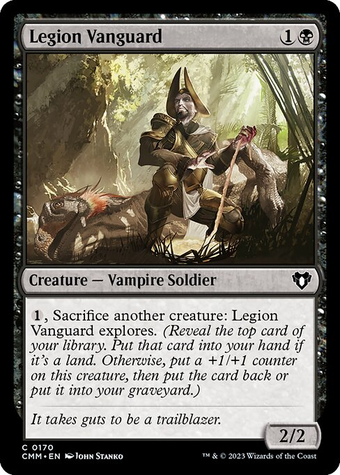 Legion Vanguard 1
Creature — Vampire Soldier
1, Sacrifice another creature: Legion
Vanguard explores. (Reveal the top card of
your library. Put that card into your hand if
it's a land. Otherwise, put a +1/+1 counter
on this creature, then put the card back or
put it into your graveyard.)
It takes guts to be a trailblazer.
2/2
C 0170
CMM • EN John Stanko
™ & © 2023 Wizards of the Coast